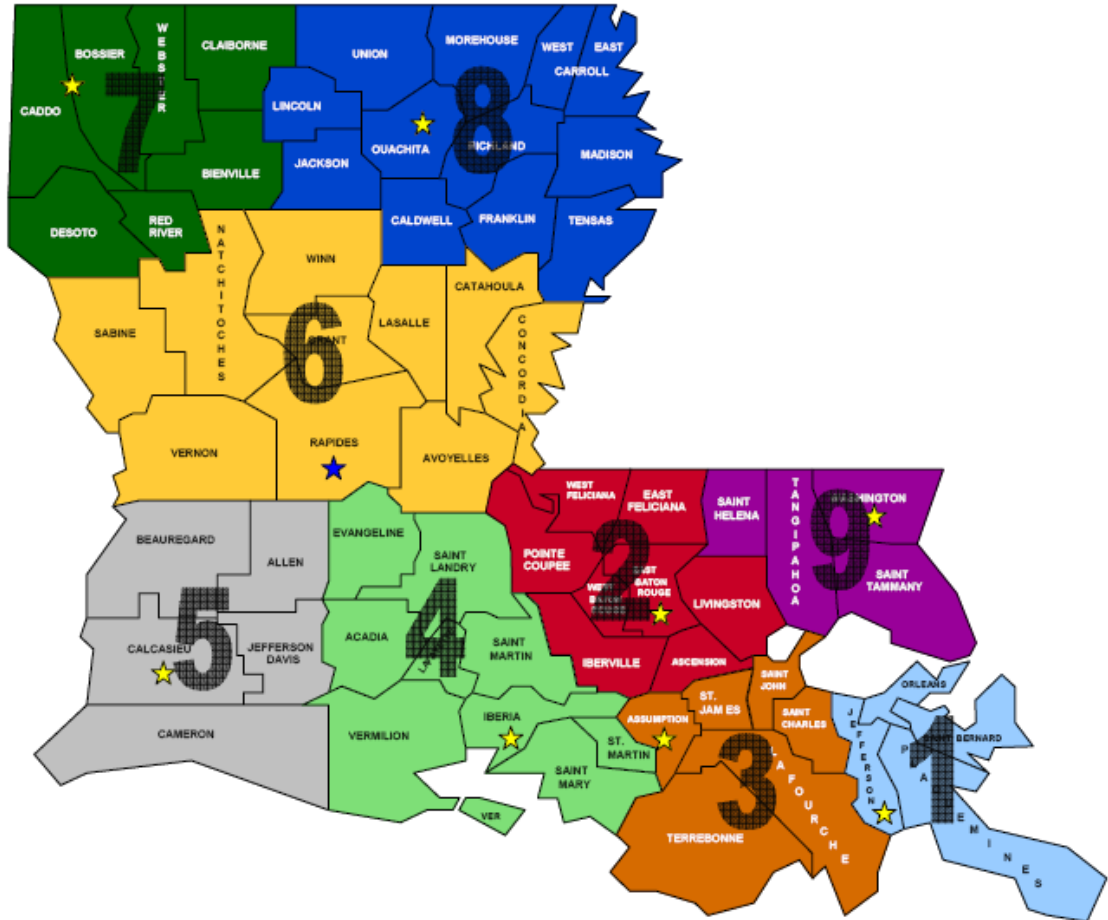 CLAIBORNE
UNION
MOREHOUSE
WEST
EAST
CARROLL
BOSSIER
WEBSTER
CADDO
7
LINCOLN
8
OUACHITA
RICHLAND
MADISON
JACKSON
BIENVILLE
DESOTO
RED
RIVER
CALDWELL
FRANKLIN
TENSAS
NATCHITOCHES
WINN
CATAHOULA
SABINE
6
GRANT
LASALLE
CONCORDIA
VERNON
RAPIDES
AVOYELLES
BEAUREGARD
ALLEN
EVANGELINE
SAINT
LANDRY
5
CALCASIEU
JEFFERSON
DAVIS
ACADIA
4
SAINT
MARTIN
CAMERON
VERMILION
IBERIA
ST.
MARTIN
SAINT
MARY
VER
WEST
FELICIANA
EAST
FELICIANA
POINTE
COUPEE
2
EAST
BATON
ROUGE
WEST
LIVINGSTON
IBERVILLE
ASCENSION
SAINT
HELENA
TANGIPAHOA
9
WASHINGTON
SAINT
TAMMANY
SAINT
JOHN
ST.
JAMES
SAINT
CHARLES
ASSUMPTION
3
LAFOURCHE
TERREBONNE
JEFFERSON
ORLEANS
1
BERNARD
P
A
E
M
I
N
E
S